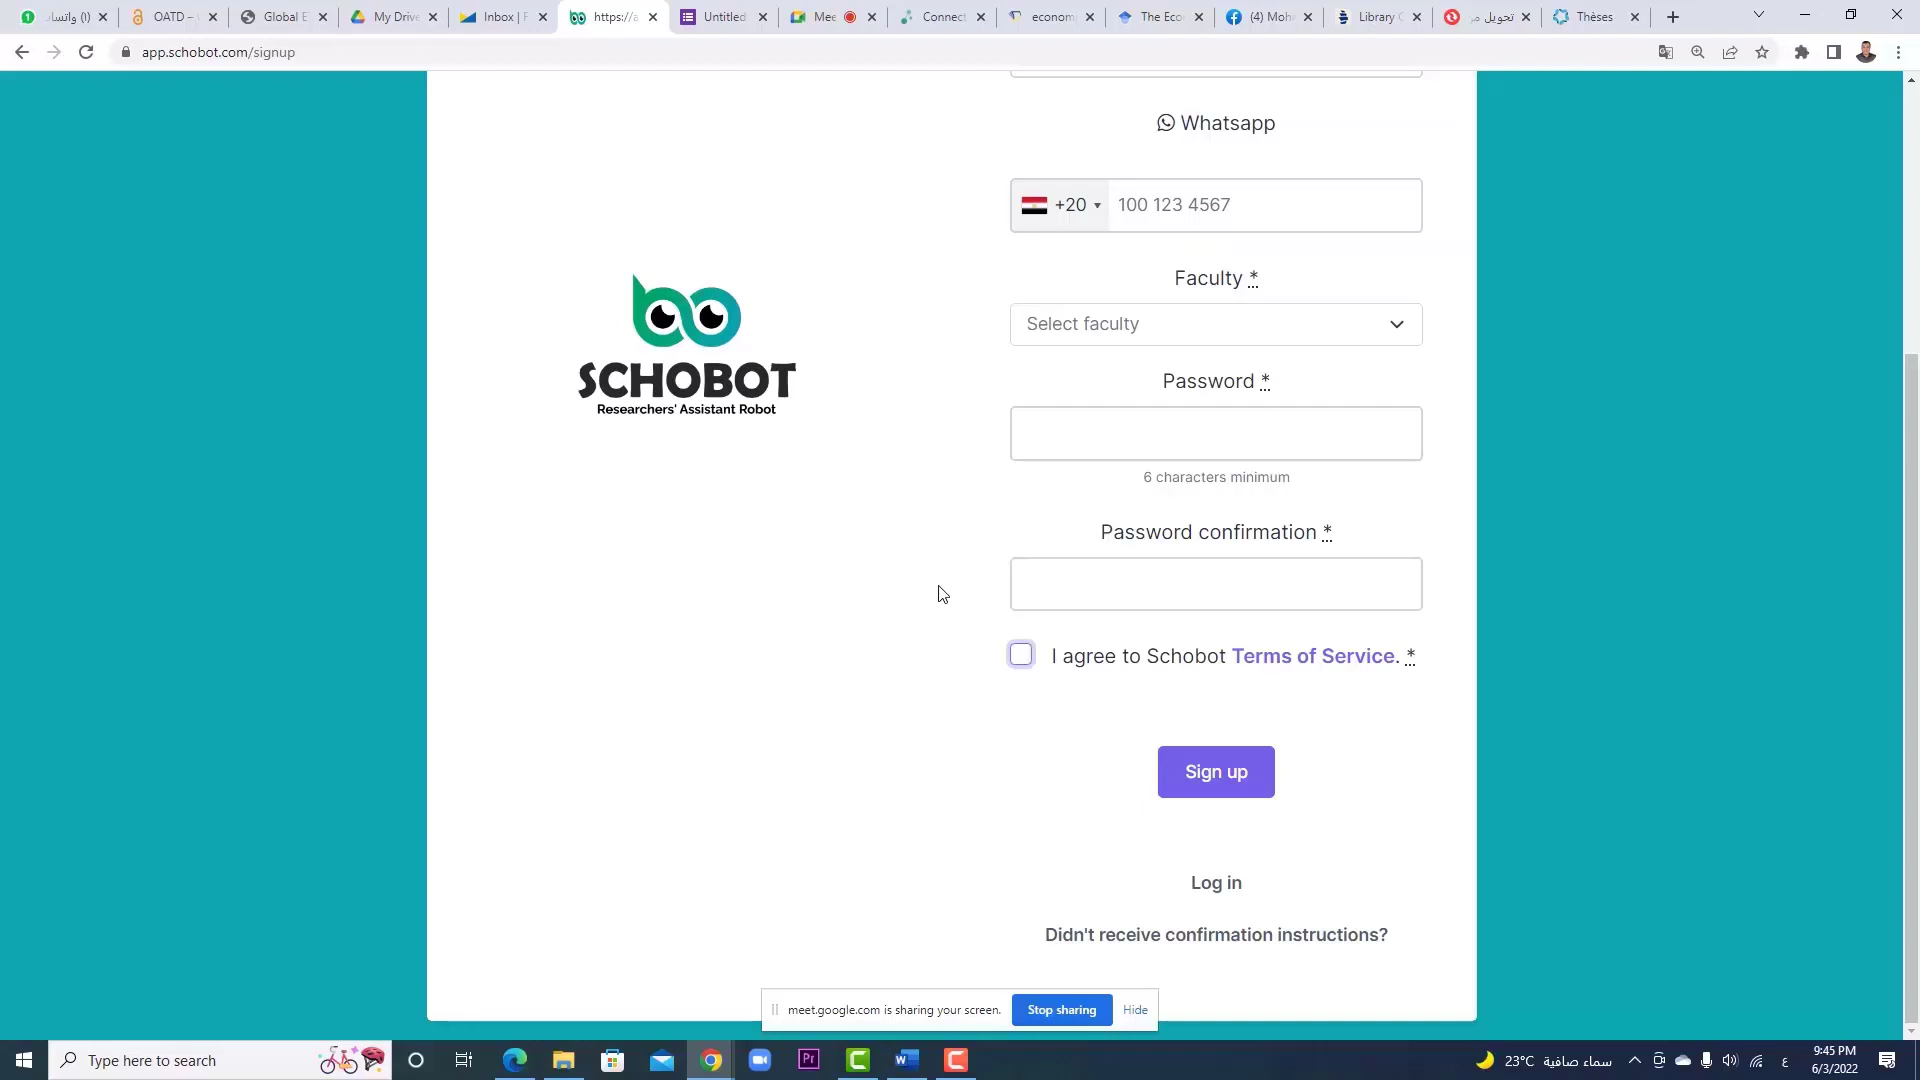 (١) واتساب
OATD –
Global E
My Drive
Inbox |
https://a
Untitled
Mee
Connect
econom
The Eco
(4) Moh
Library C
تحويل من
Thèses
app.schobot.com/signup
Whatsapp
+20 100 123 4567
Faculty *
Select faculty
Password *
6 characters minimum
Password confirmation *
I agree to Schobot Terms of Service. *
Sign up
Log in
Didn't receive confirmation instructions?
SCHOBOT
Researchers' Assistant Robot
meet.google.com is sharing your screen. Stop sharing Hide
Type here to search
Pr
23°C سماء صافية
ع
9:45 PM
6/3/2022